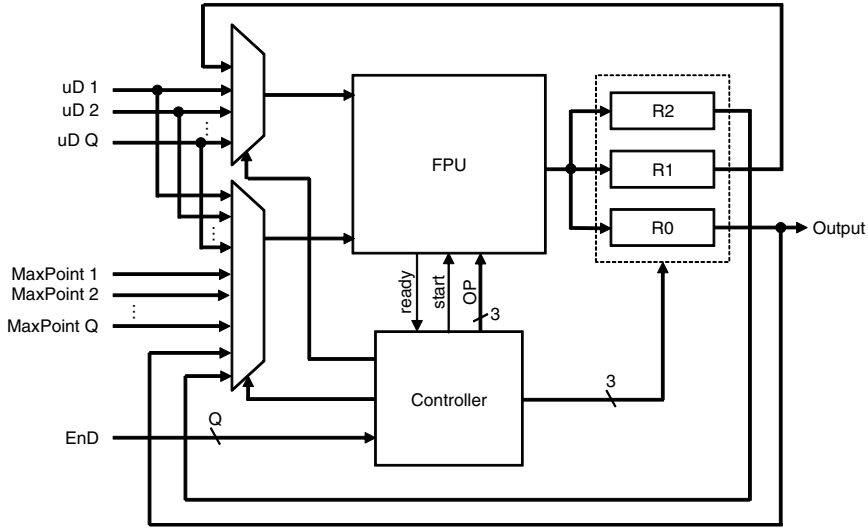 uD 1
uD 2
uD Q
MaxPoint 1
MaxPoint 2
MaxPoint Q
EnD
Q
FPU
ready
start
OP
3
Controller
3
R2
R1
R0
Output